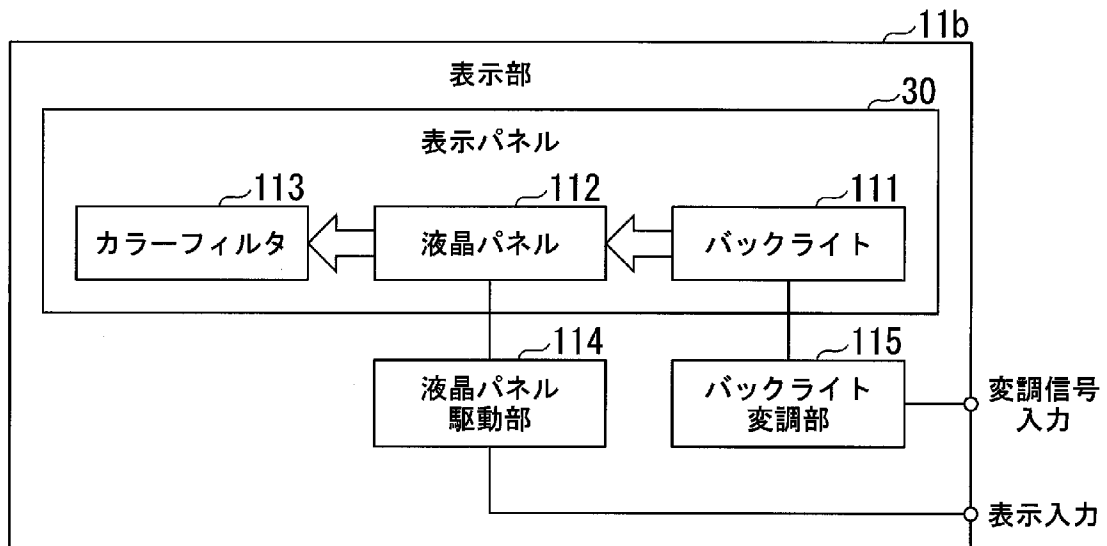 11b
表示部
30
表示パネル
113
112
111
カラーフィルタ
液晶パネル
バックライト
114
115
液晶パネル
駆動部
バックライト
変調部
変調信号
入力
表示入力